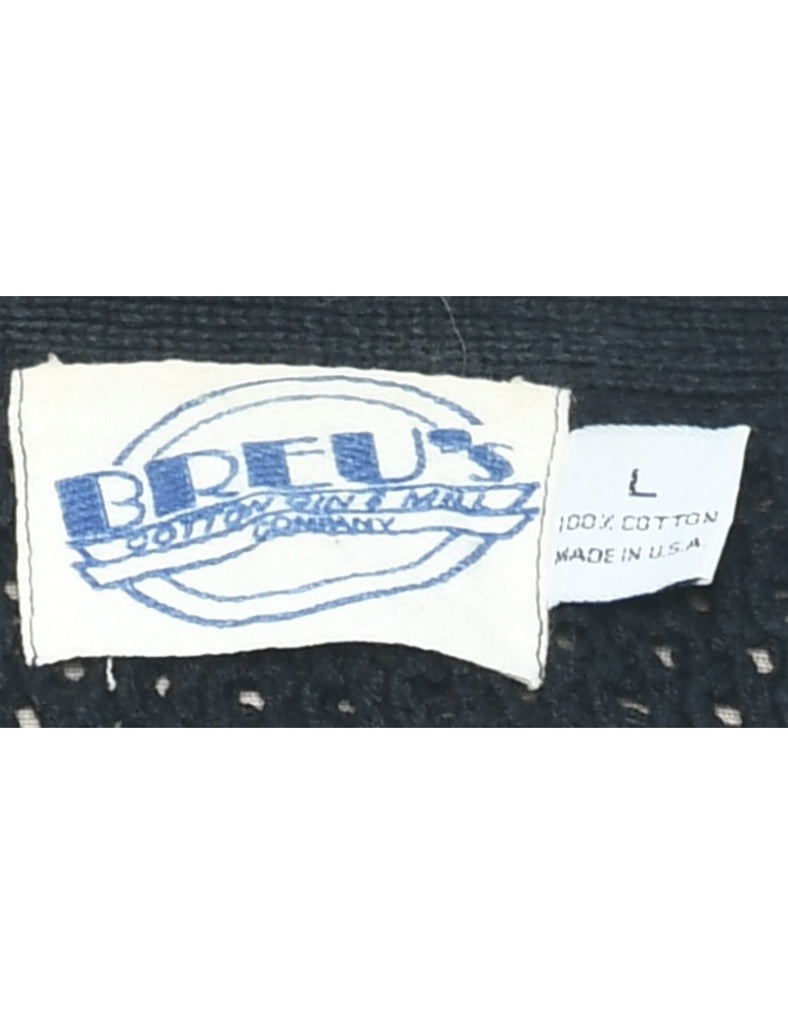 BREU'S
COTTON GIN & MILL
COMPANY
L
100% COTTON
MADE IN U.S.A.